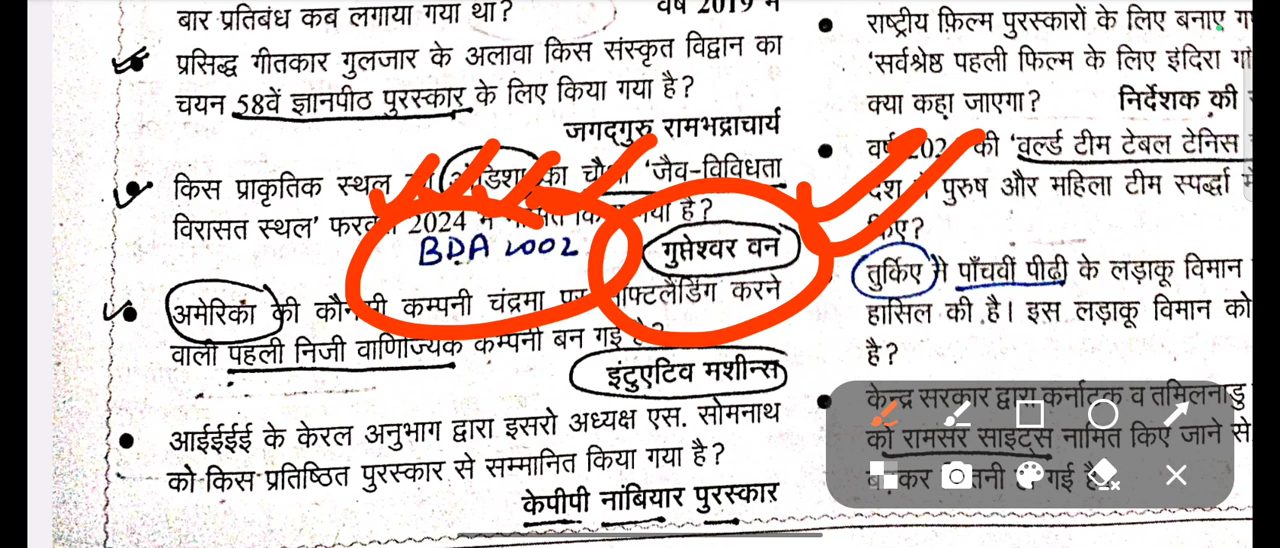 बार प्रतिबंध कब लगाया गया था?
वर्ष 2019 में
प्रसिद्ध गीतकार गुलजार के अलावा किस संस्कृत विद्वान का
चयन 58वें ज्ञानपीठ पुरस्कार के लिए किया गया है?
जगद्‌गुरु रामभद्राचार्य
किस प्राकृतिक स्थल का चौथा 'जैव-विविधता
विरासत स्थल' 2024 में गया है?
BDA 2002
गुप्तेश्वर वन
अमेरिका की कम्पनी चंद्रमा पर करने
वाली पहली निजी वाणिज्यिक कम्पनी बन गई है?
इंटुएटिव मशीन्स
आईईईई के केरल अनुभाग द्वारा इसरो अध्यक्ष एस. सोमनाथ
को किस प्रतिष्ठित पुरस्कार से सम्मानित किया गया है?
केपीपी नांबियार पुरस्कार
राष्ट्रीय फ़िल्म पुरस्कारों के लिए बनाए
'सर्वश्रेष्ठ पहली फिल्म के लिए इंदिरा
क्या कहा जाएगा? निर्देशक की
की 'वर्ल्ड टीम टेबल टेनिस
पुरुष और महिला टीम स्पर्द्धा
किए?
तुर्किए ने पाँचवीं पीढ़ी के लड़ाकू विमान
हासिल की है। इस लड़ाकू विमान को
है?
केन्द्र सरकार द्वारा कर्नाटक व तमिलनाडु
को रामसर साइट्स नामित किए जाने से
गई है